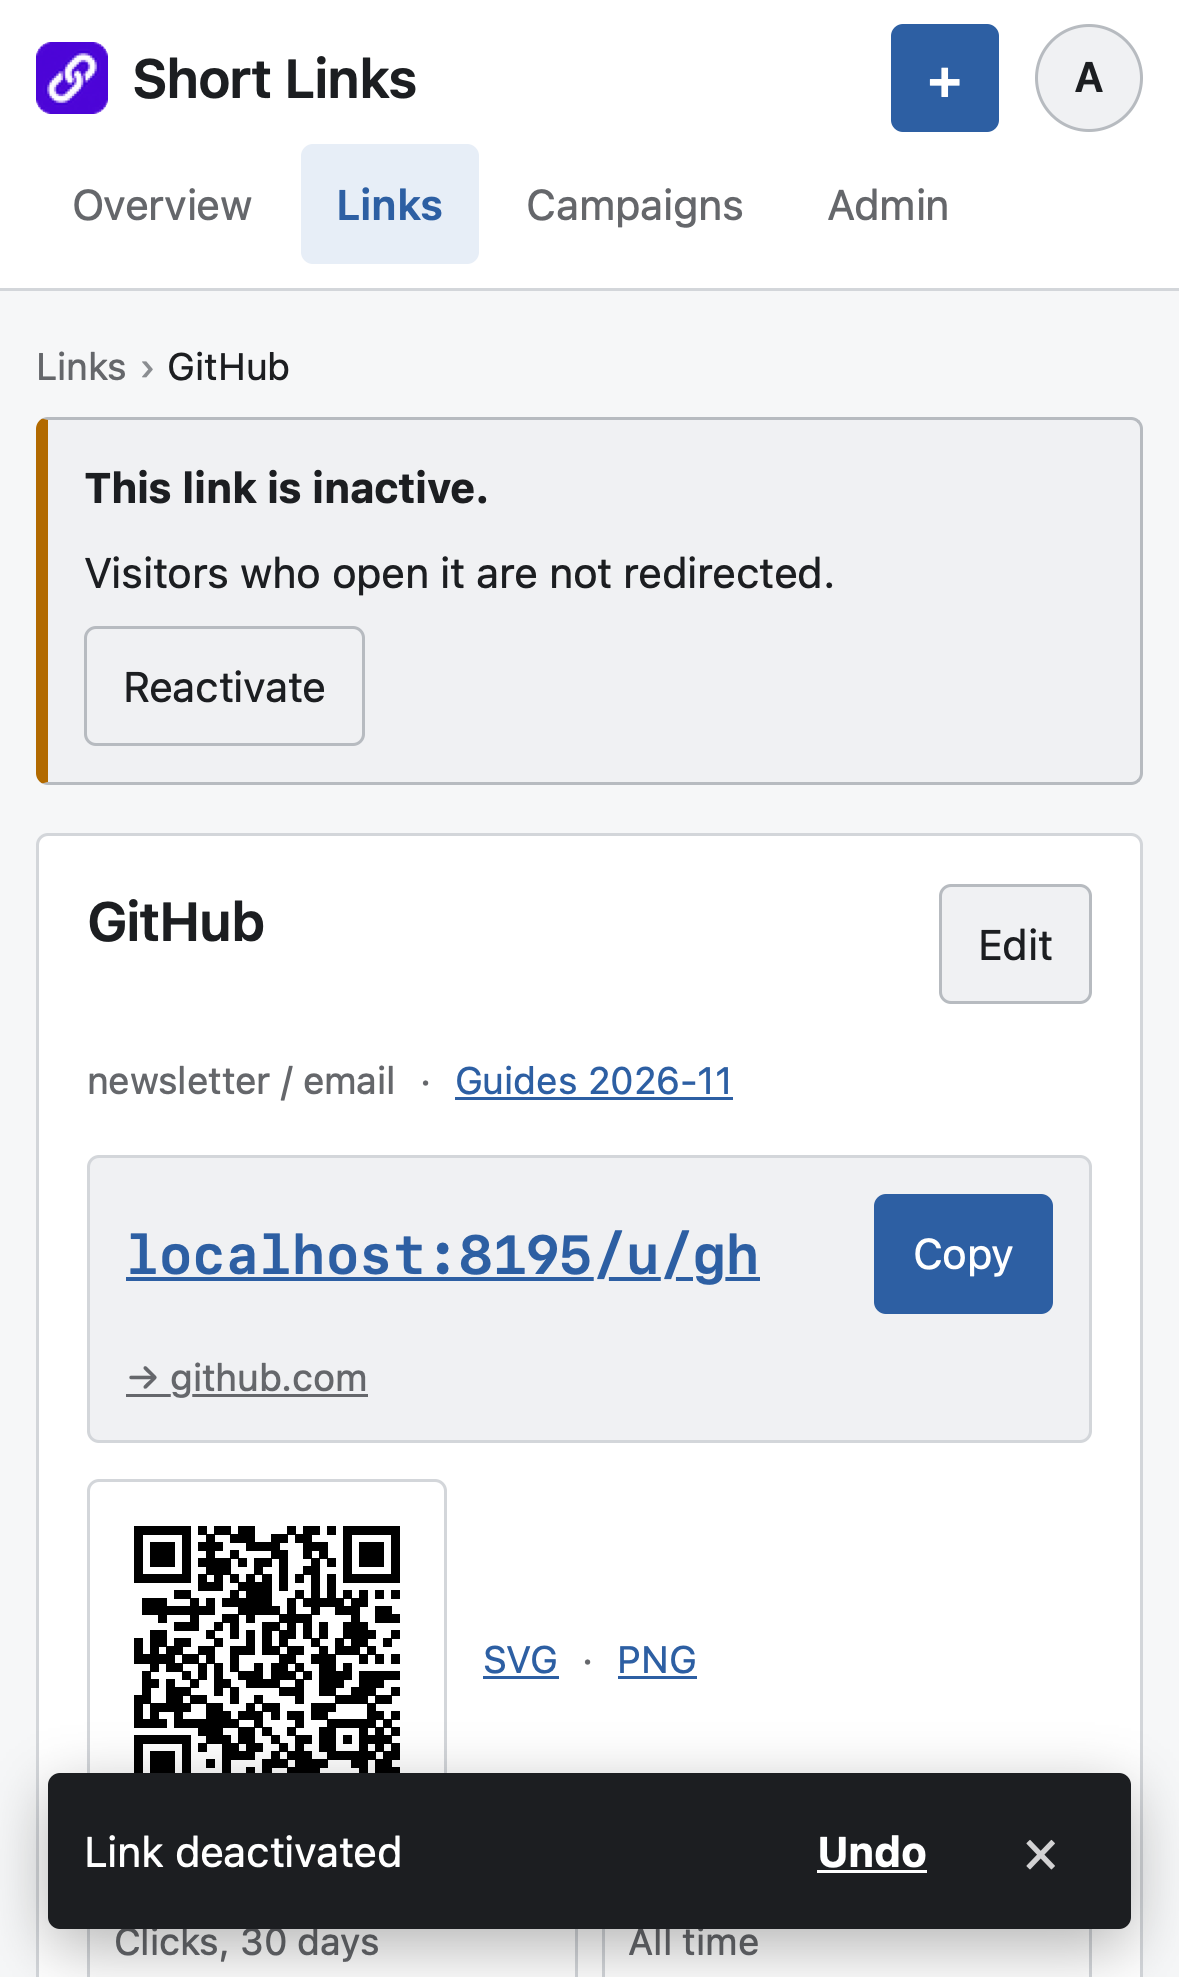 Short Links
+
A
Overview
Links
Campaigns
Admin
Links › GitHub
This link is inactive.
Visitors who open it are not redirected.
Reactivate
GitHub
Edit
newsletter / email · Guides 2026-11
localhost:8195/u/gh
Copy
→ github.com
SVG · PNG
Link deactivated
Undo
×
Clicks, 30 days
All time